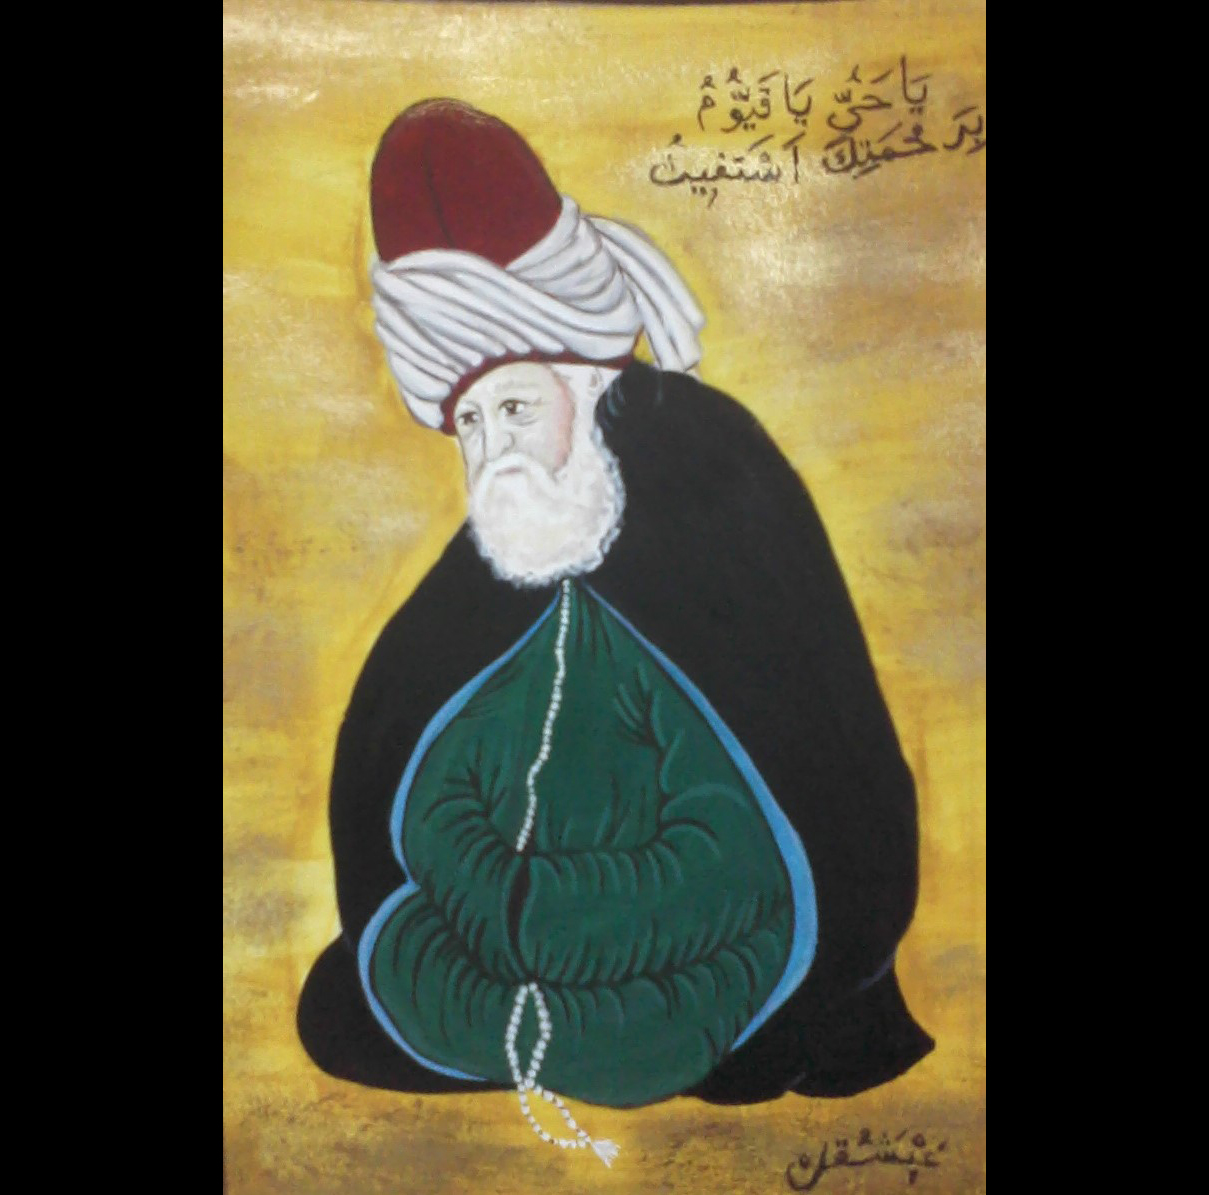 يَا حَيُّ يَا قَيُّومُ
بِرَحْمَتِكَ اَسْتَغِيثُ